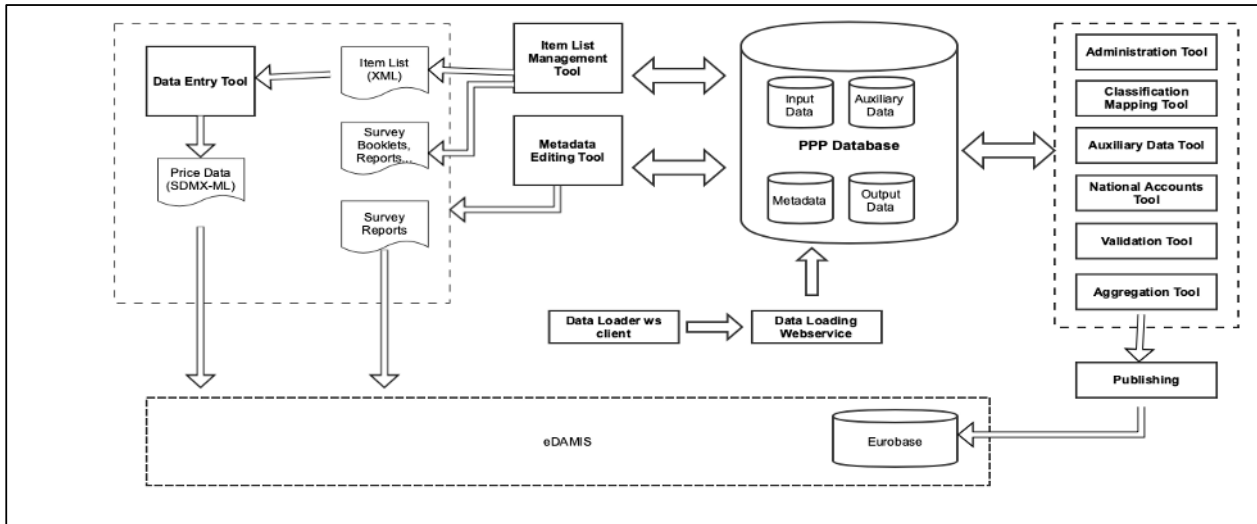 Data Entry Tool
Item List
(XML)
Item List
Management
Tool
Input
Data
Auxiliary
Data
PPP Database
Metadata
Output
Data
Administration Tool
Classification
Mapping Tool
Auxiliary Data Tool
National Accounts
Tool
Validation Tool
Aggregation Tool
Survey
Booklets,
Reports...
Metadata
Editing Tool
Price Data
(SDMX-ML)
Survey
Reports
Data Loader ws
client
Data Loading
Webservice
Publishing
eDAMIS
Eurobase